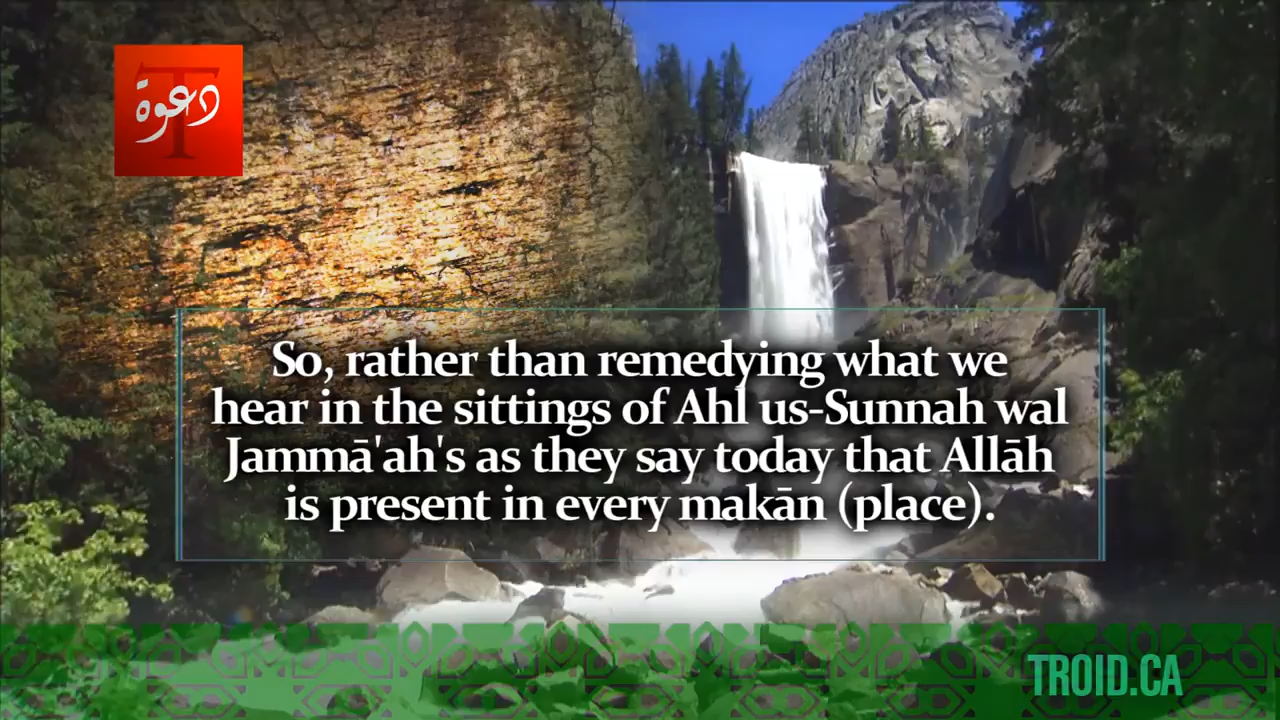 T
دعوة
So, rather than remedying what we
hear in the sittings of Ahl us-Sunnah wal
Jammā'ah's as they say today that Allāh
is present in every makān (place).
TROID.CA